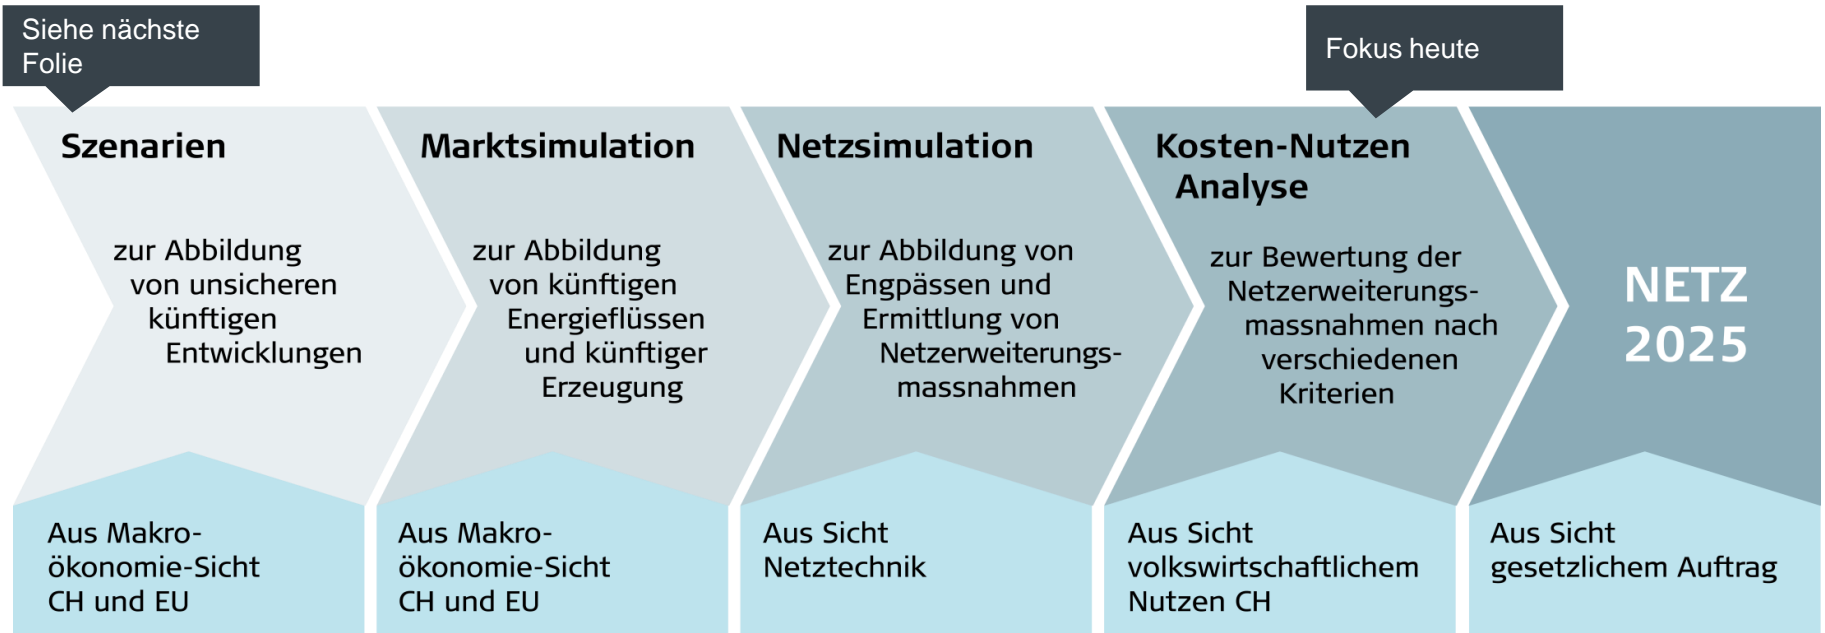 Siehe nächste
Folie
Fokus heute
Szenarien
zur Abbildung
von unsicheren
künftigen
Entwicklungen
Marktsimulation
zur Abbildung
von künftigen
Energieflüssen
und künftiger
Erzeugung
Netzsimulation
zur Abbildung von
Engpässen und
Ermittlung von
Netzerweiterungs-
massnahmen
Kosten-Nutzen
Analyse
zur Bewertung der
Netzerweiterungs-
massnahmen nach
verschiedenen
Kriterien
NETZ
2025
Aus Makro-
ökonomie-Sicht
CH und EU
Aus Makro-
ökonomie-Sicht
CH und EU
Aus Sicht
Netztechnik
Aus Sicht
volkswirtschaftlichem
Nutzen CH
Aus Sicht
gesetzlichem Auftrag